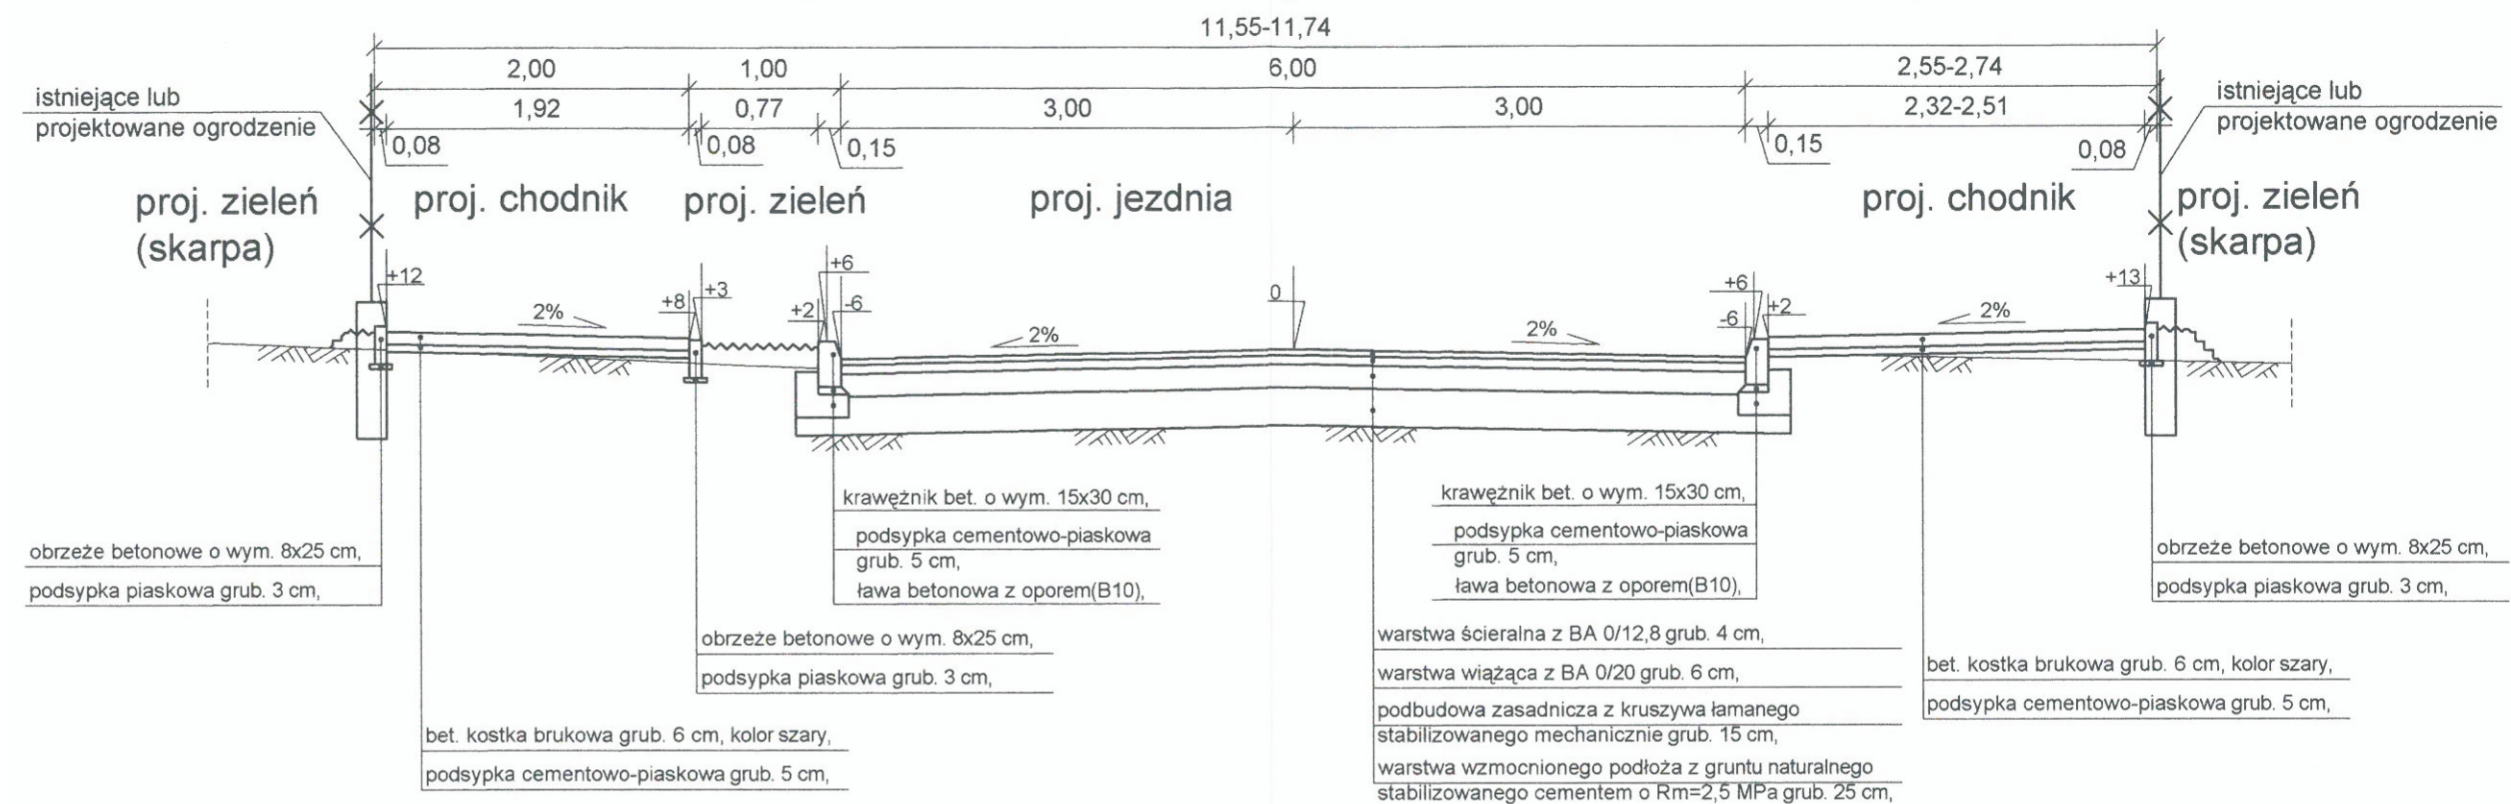 11,55-11,74
2,00 1,00 6,00 2,55-2,74
1,92 0,77 3,00 3,00 2,32-2,51
0,08 0,08 0,15 0,15 0,08
istniejące lub
projektowane ogrodzenie
istniejące lub
projektowane ogrodzenie
proj. zieleń
(skarpa)
proj. chodnik
proj. zieleń
proj. jezdnia
proj. chodnik
proj. zieleń
(skarpa)
+12
2%
+8
+3
+2
+6
-6
2%
0
2%
-6
+6
+2
2%
+13
obrzeże betonowe o wym. 8x25 cm,
podsypka piaskowa grub. 3 cm,
bet. kostka brukowa grub. 6 cm, kolor szary,
podsypka cementowo-piaskowa grub. 5 cm,
obrzeże betonowe o wym. 8x25 cm,
podsypka piaskowa grub. 3 cm,
krawężnik bet. o wym. 15x30 cm,
podsypka cementowo-piaskowa
grub. 5 cm,
ława betonowa z oporem(B10),
krawężnik bet. o wym. 15x30 cm,
podsypka cementowo-piaskowa
grub. 5 cm,
ława betonowa z oporem(B10),
warstwa ścieralna z BA 0/12,8 grub. 4 cm,
warstwa wiążąca z BA 0/20 grub. 6 cm,
podbudowa zasadnicza z kruszywa łamanego
stabilizowanego mechanicznie grub. 15 cm,
warstwa wzmocnionego podłoża z gruntu naturalnego
stabilizowanego cementem o Rm=2,5 MPa grub. 25 cm,
bet. kostka brukowa grub. 6 cm, kolor szary,
podsypka cementowo-piaskowa grub. 5 cm,
obrzeże betonowe o wym. 8x25 cm,
podsypka piaskowa grub. 3 cm,